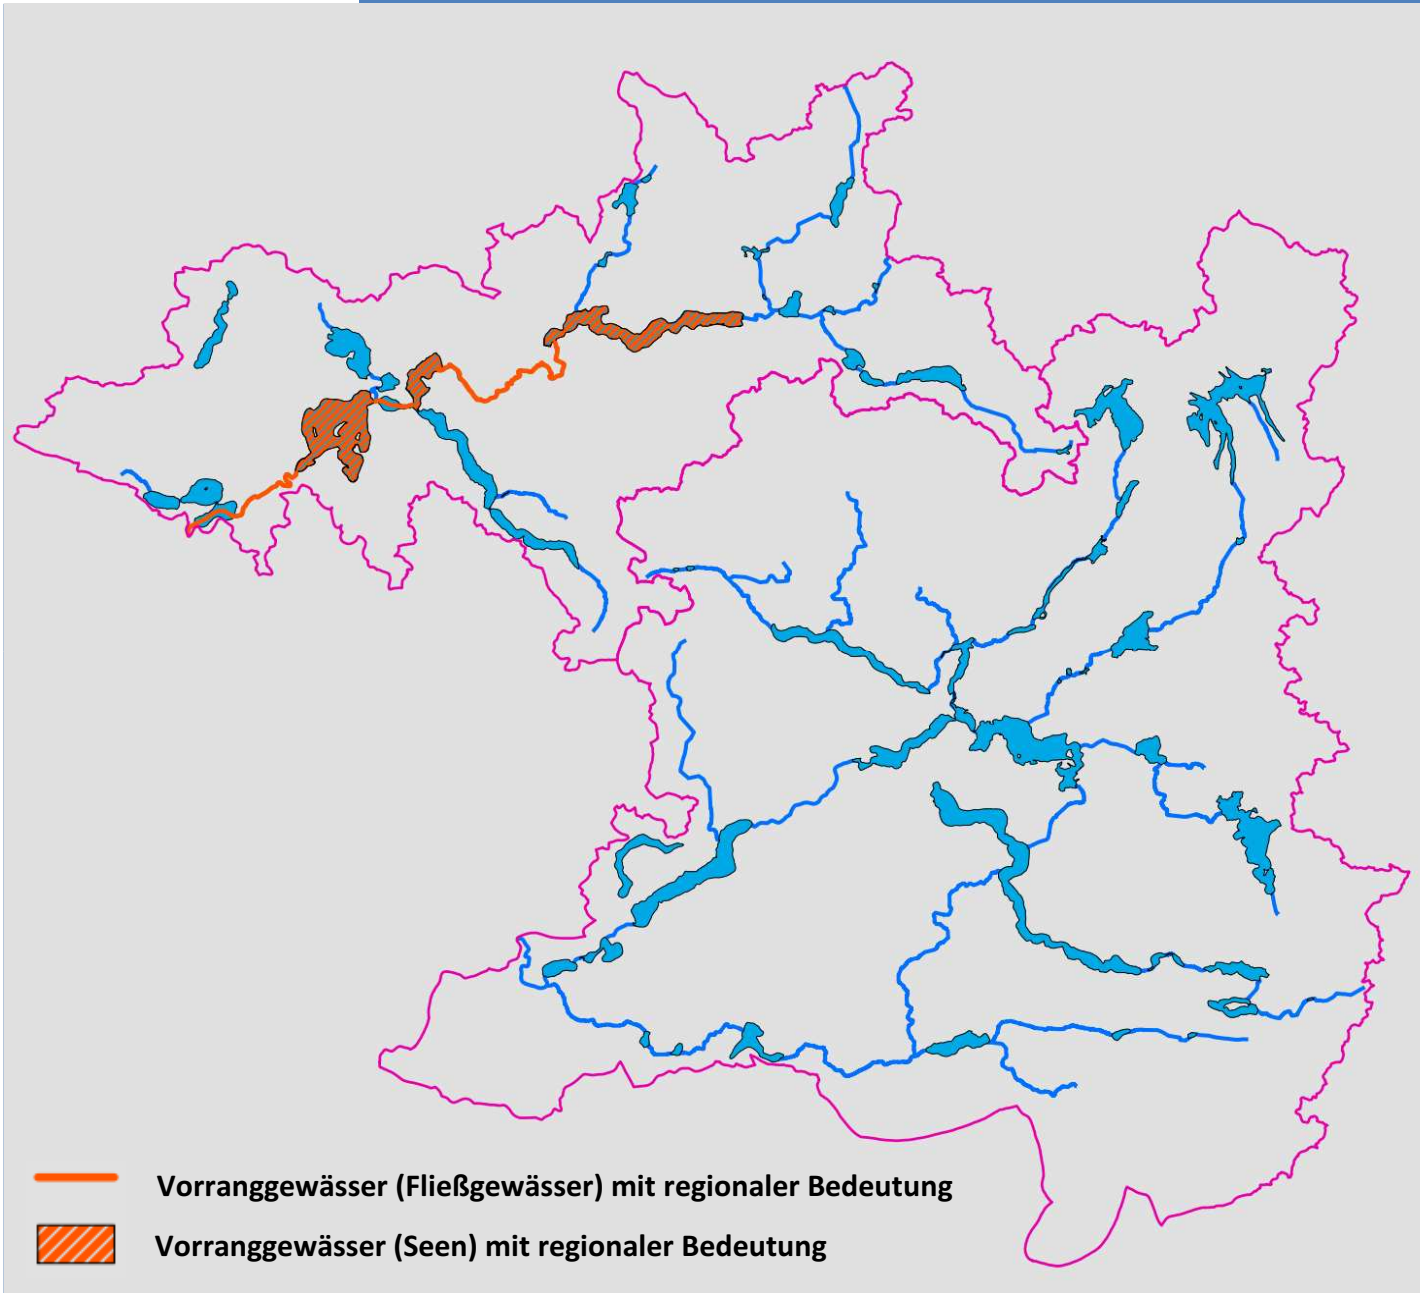 Vorranggewässer (Fließgewässer) mit regionaler Bedeutung
Vorranggewässer (Seen) mit regionaler Bedeutung